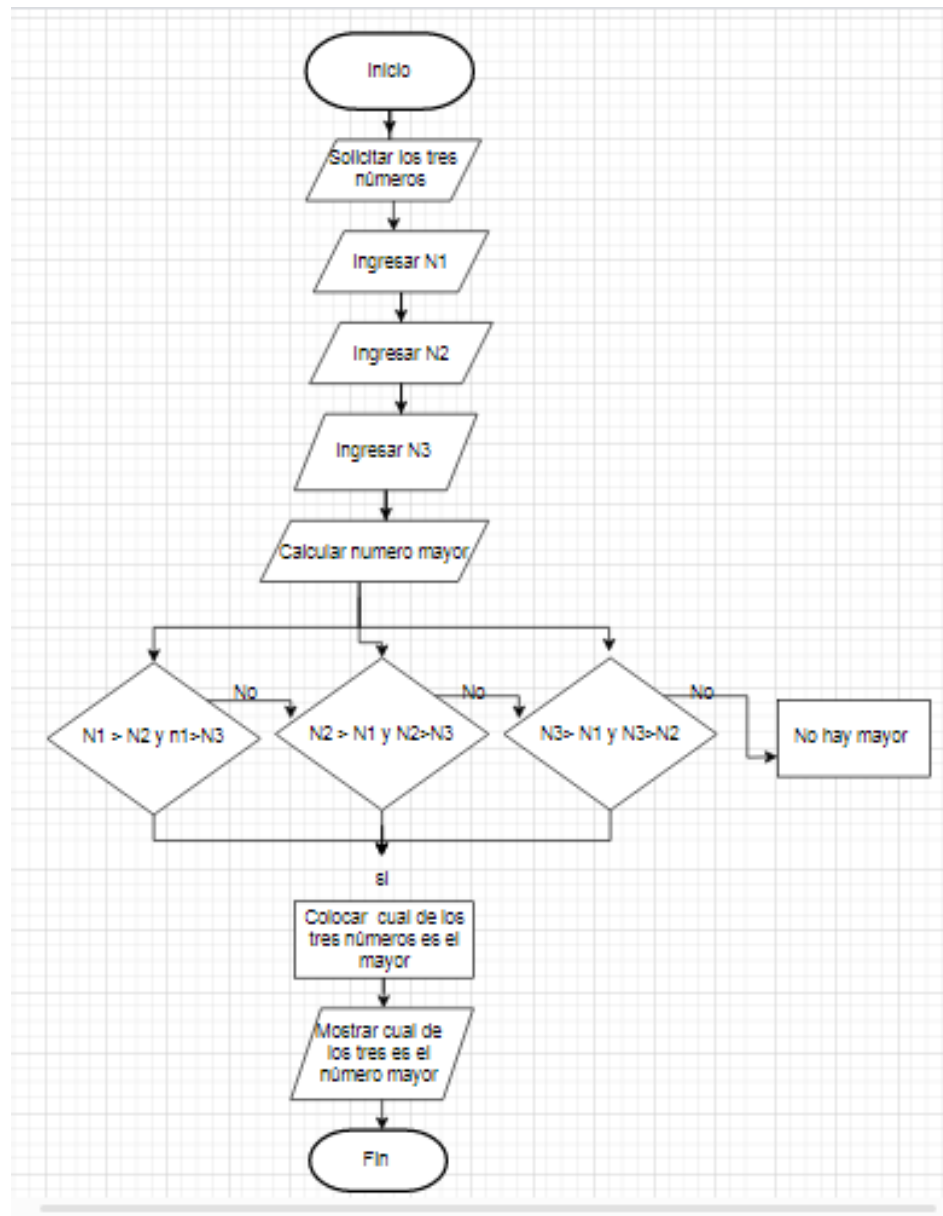 Inicio
Solicitar los tres
números
Ingresar N1
Ingresar N2
Ingresar N3
Calcular numero mayor
No
No
No
N1 > N2 y n1>N3
N2 > N1 y N2>N3
N3> N1 y N3>N2
No hay mayor
si
Colocar cual de los
tres números es el
mayor
Mostrar cual de
los tres es el
número mayor
Fin